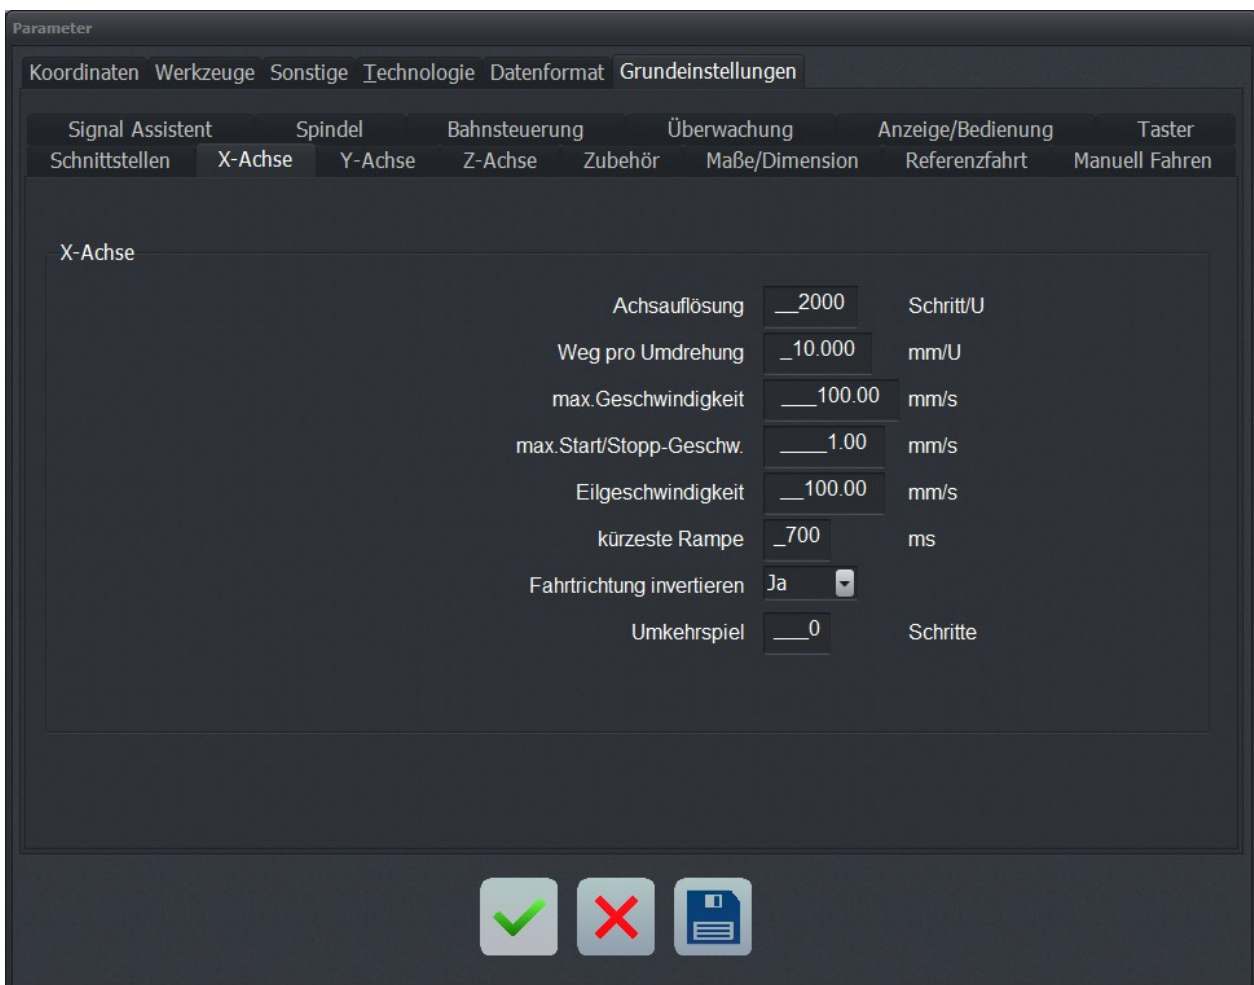 Parameter
Koordinaten Werkzeuge Sonstige Technologie Datenformat Grundeinstellungen
Signal Assistent Spindel Bahnsteuerung Überwachung Anzeige/Bedienung Taster
Schnittstellen X-Achse Y-Achse Z-Achse Zubehör Maße/Dimension Referenzfahrt Manuell Fahren
X-Achse
Achsauflösung __2000 Schritt/U
Weg pro Umdrehung _10.000 mm/U
max.Geschwindigkeit ___100.00 mm/s
max.Start/Stopp-Geschw. ____1.00 mm/s
Eilgeschwindigkeit __100.00 mm/s
kürzeste Rampe _700 ms
Fahrtrichtung invertieren Ja
Umkehrspiel ___0 Schritte